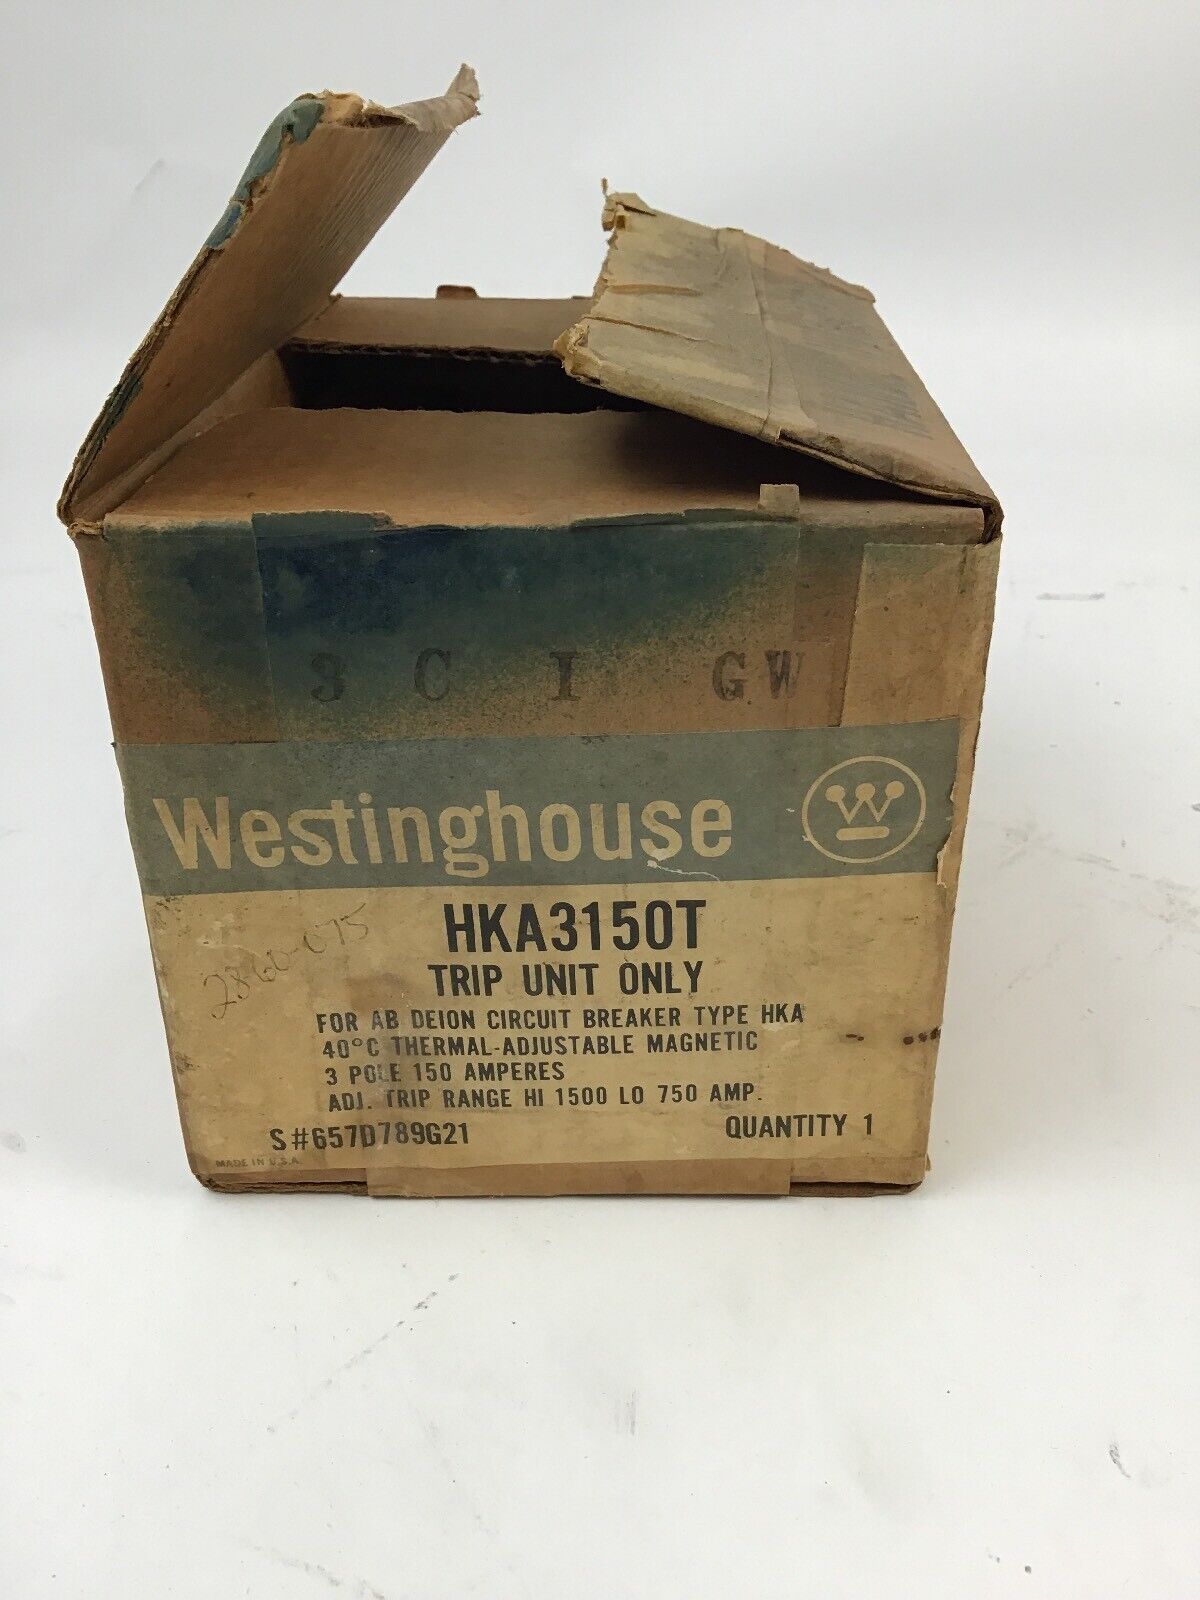 3 C I GW
Westinghouse
HKA3150T
TRIP UNIT ONLY
2860-075
FOR AB DEION CIRCUIT BREAKER TYPE HKA
40°C THERMAL-ADJUSTABLE MAGNETIC
3 POLE 150 AMPERES
ADJ. TRIP RANGE HI 1500 LO 750 AMP.
S#657D789G21 QUANTITY 1
MADE IN U.S.A.